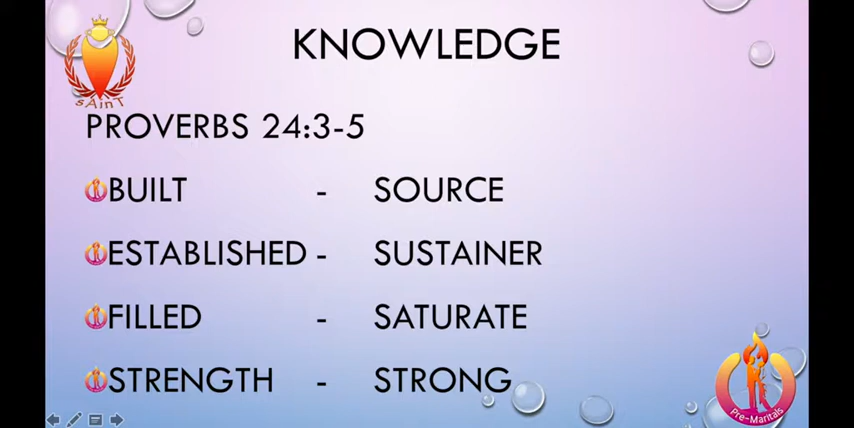 sAinT
KNOWLEDGE
PROVERBS 24:3-5
BUILT - SOURCE
ESTABLISHED - SUSTAINER
FILLED - SATURATE
STRENGTH - STRONG
Pre-Maritals